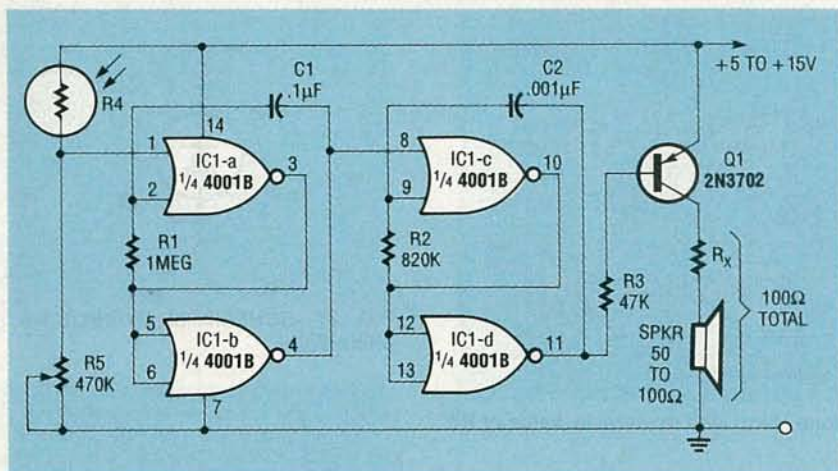 R4
C1
.1µF
C2
.001µF
+5 TO +15V
14
1
2
3
IC1-a
1/4 4001B
8
9
10
IC1-c
1/4 4001B
Q1
2N3702
R1
1MEG
R2
820K
R3
47K
RX
100Ω
TOTAL
5
6
4
IC1-b
1/4 4001B
7
12
13
11
IC1-d
1/4 4001B
SPKR
50
TO
100Ω
R5
470K